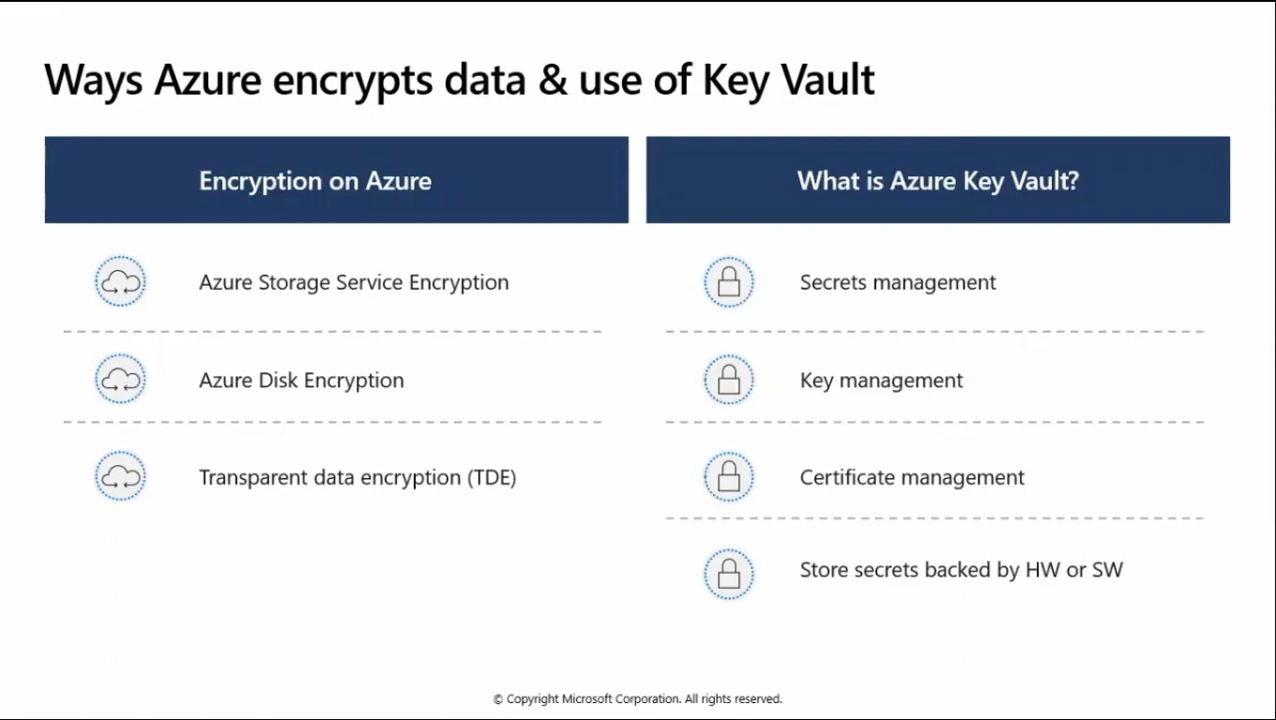 Ways Azure encrypts data & use of Key Vault
Encryption on Azure
Azure Storage Service Encryption
Azure Disk Encryption
Transparent data encryption (TDE)
What is Azure Key Vault?
Secrets management
Key management
Certificate management
Store secrets backed by HW or SW
© Copyright Microsoft Corporation. All rights reserved.